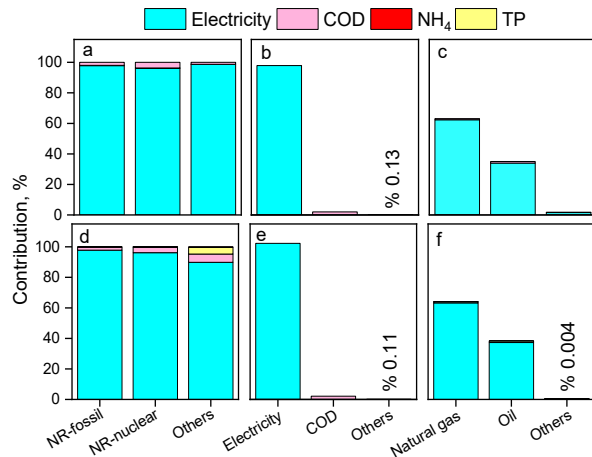 Electricity COD NH4 TP
Contribution, %
a
b
c
100
80
60
40
20
0
% 0.13
d
e
f
100
80
60
40
20
0
% 0.11
% 0.004
NR-fossil
NR-nuclear
Others
Electricity
COD
Others
Natural gas
Oil
Others